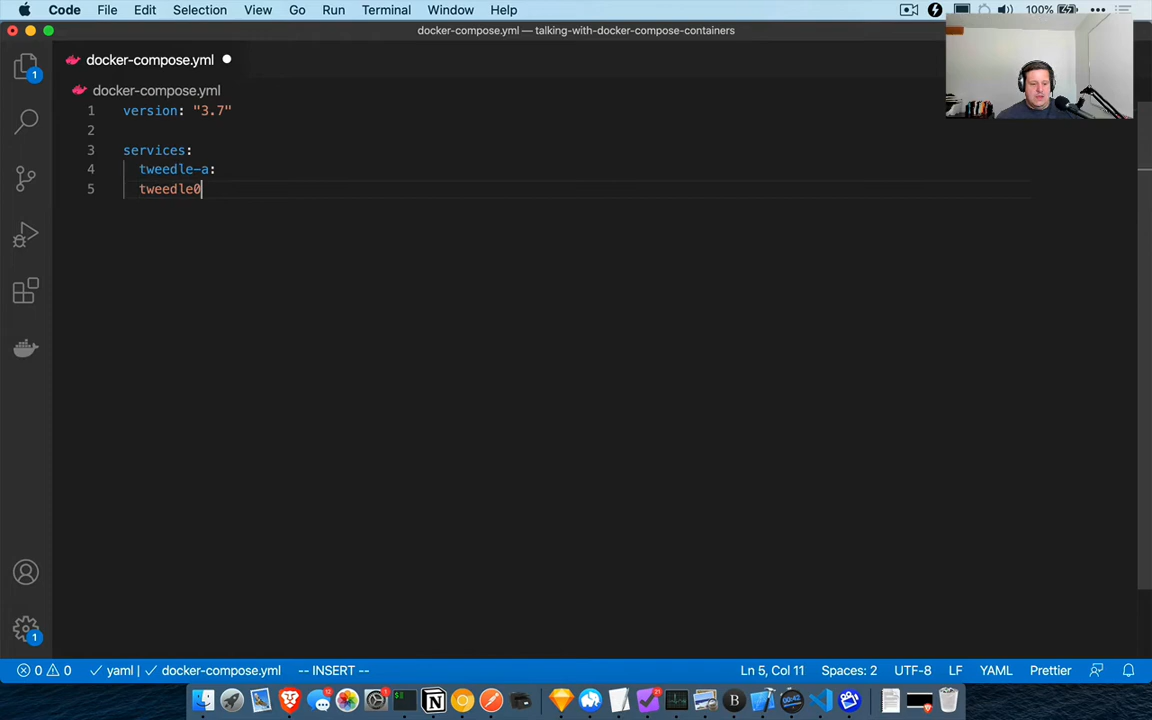 Code File Edit Selection View Go Run Terminal Window Help 100%
docker-compose.yml — talking-with-docker-compose-containers
docker-compose.yml
docker-compose.yml
1 version: "3.7"
2
3 services:
4 tweedle-a:
5 tweedle0
1
1
0 0 yaml docker-compose.yml -- INSERT -- Ln 5, Col 11 Spaces: 2 UTF-8 LF YAML Prettier